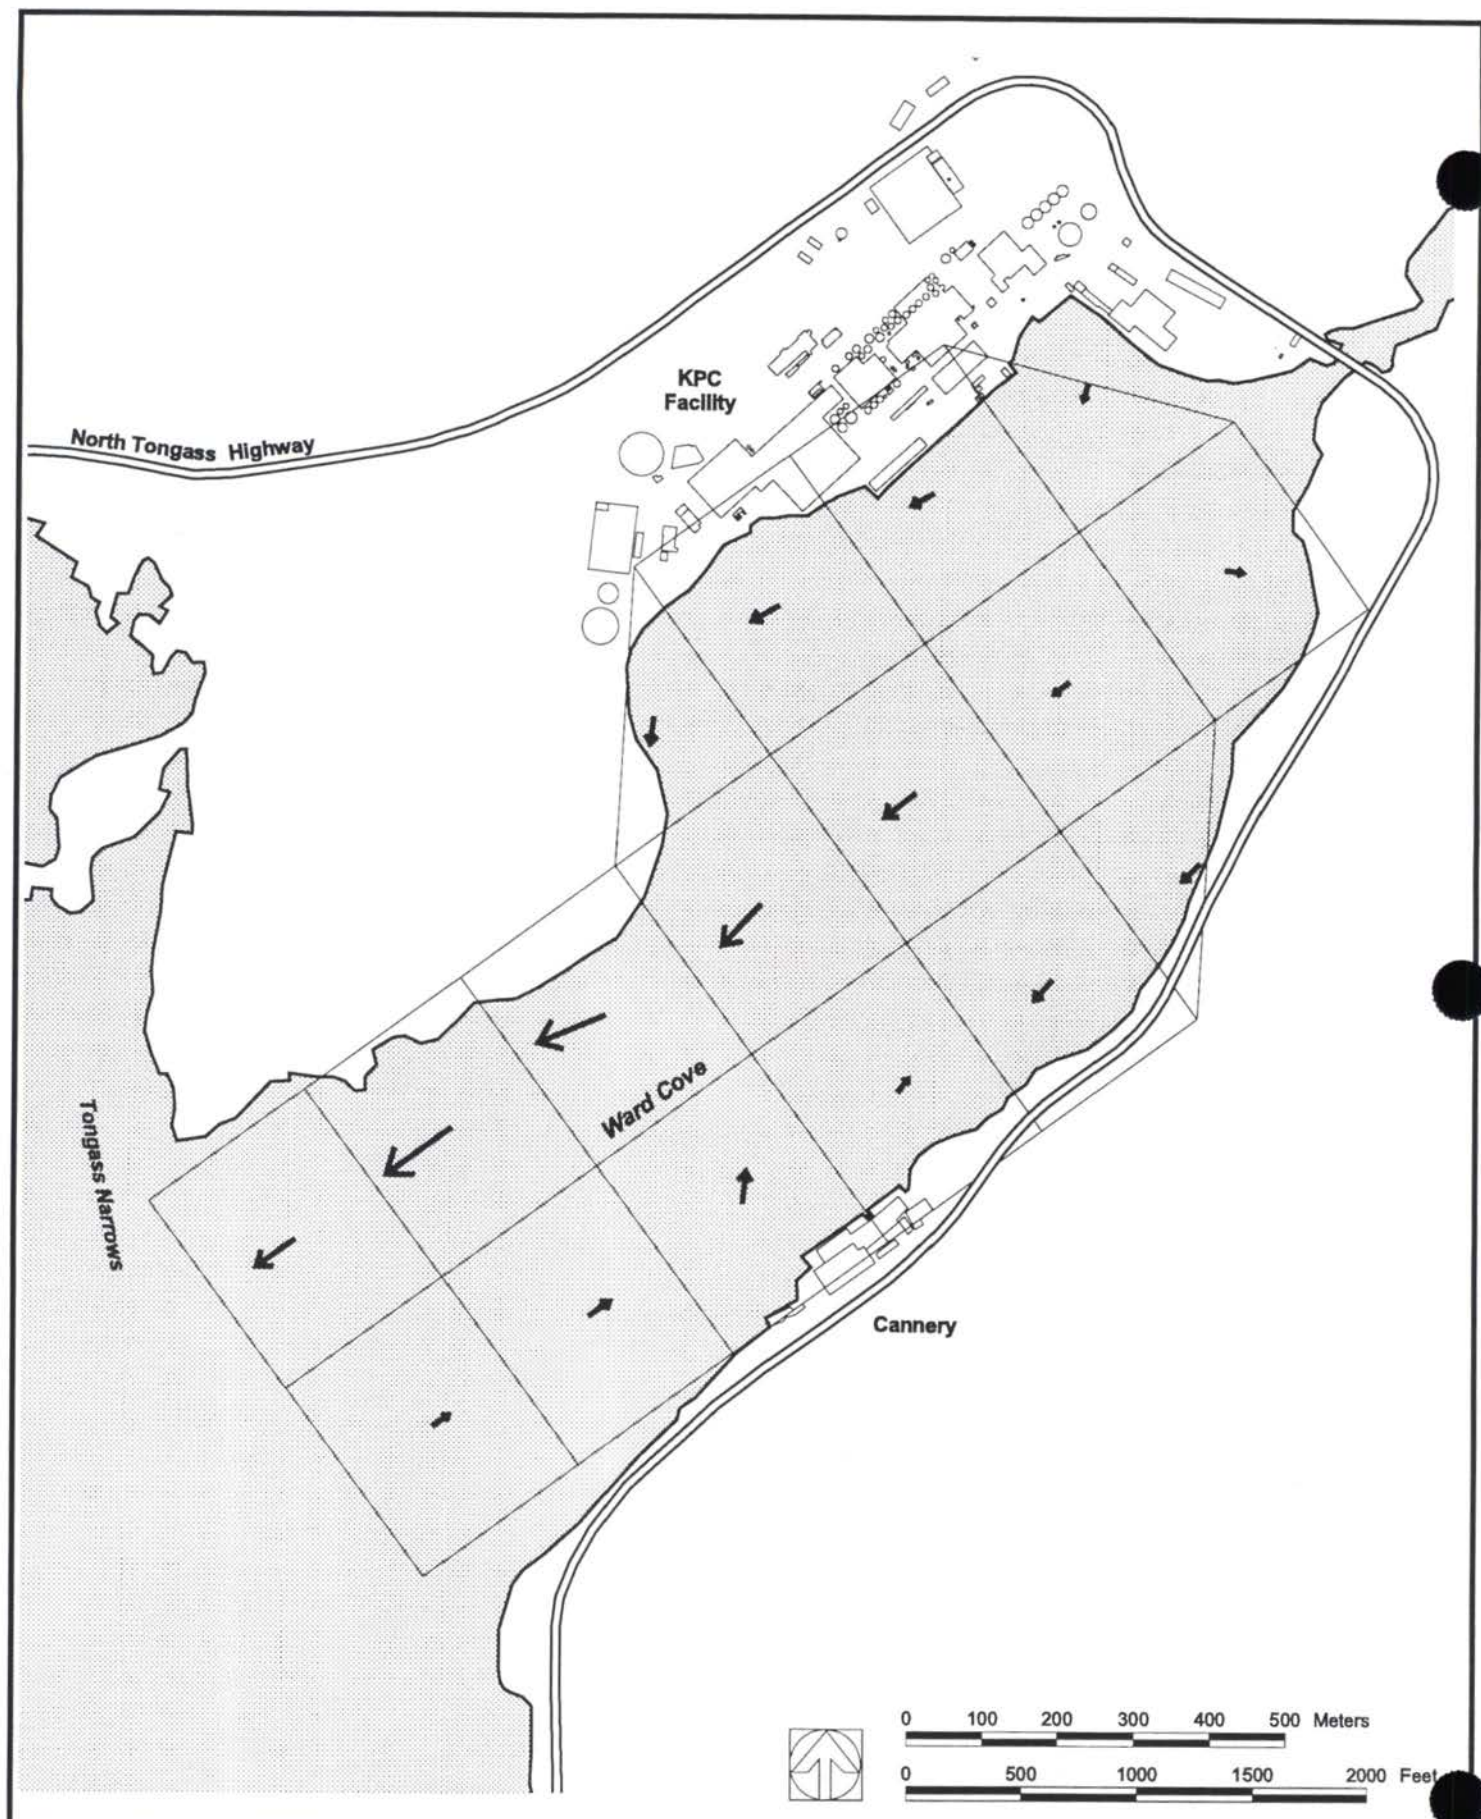 KPC
Facility
North Tongass Highway
Ward Cove
Tongass Narrows
Cannery
0 100 200 300 400 500 Meters
0 500 1000 1500 2000 Feet